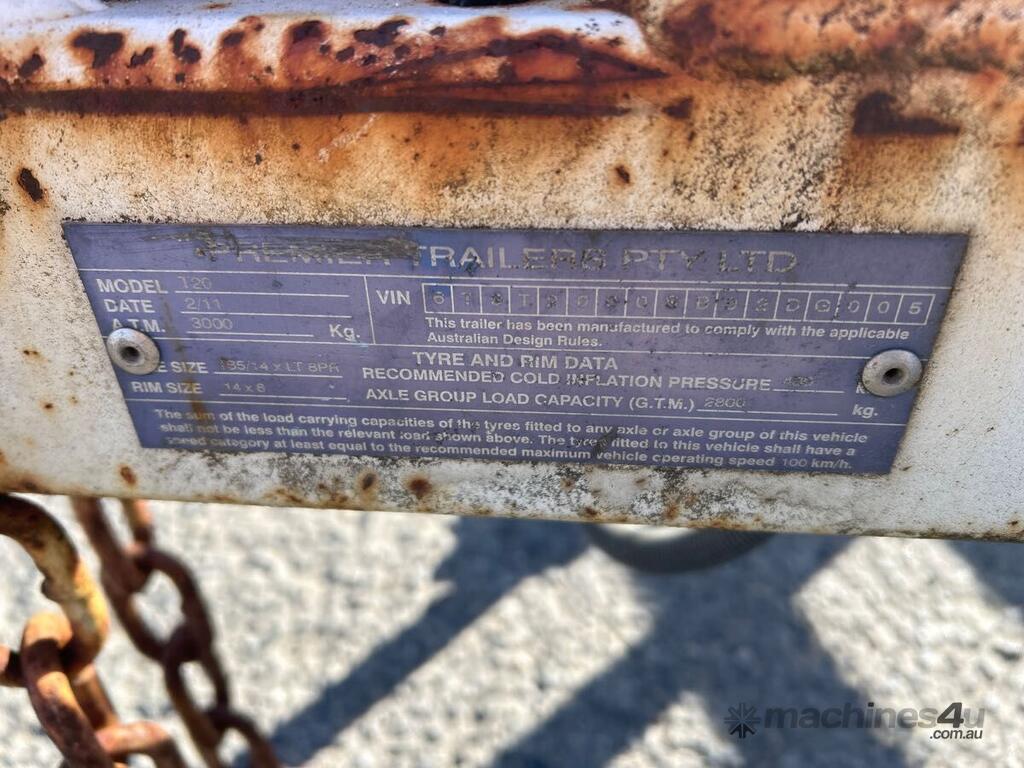 PREMIER TRAILERS PTY LTD
MODEL T20
DATE 2/11
A.T.M. 3000 Kg.
VIN
This trailer has been manufactured to comply with the applicable
Australian Design Rules.
TYRE AND RIM DATA
SIZE 185/14 x LT 8PR
RECOMMENDED COLD INFLATION PRESSURE
RIM SIZE 14 x 6
AXLE GROUP LOAD CAPACITY (G.T.M.) 2800 kg.
The sum of the load carrying capacities of the tyres fitted to any axle or axle group of this vehicle
shall not be less than the relevant load shown above. The tyres fitted to this vehicle shall have a
speed category at least equal to the recommended maximum vehicle operating speed 100 km/h.
machines4u
.com.au